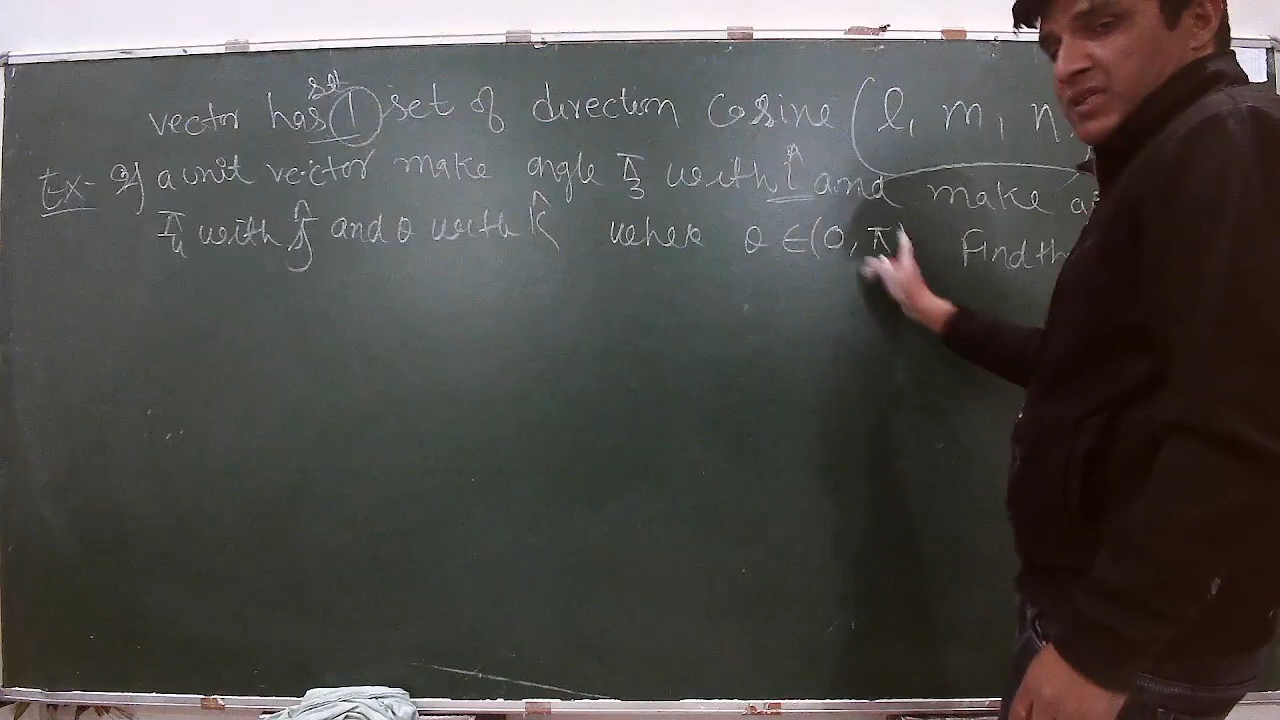 vector has 1 set of direction Cosine (l, m, n
Ex- If a unit vector make angle π/3 with î and make a
π/4 with ĵ and θ with k̂ where θ ∈ (0, π) Find th